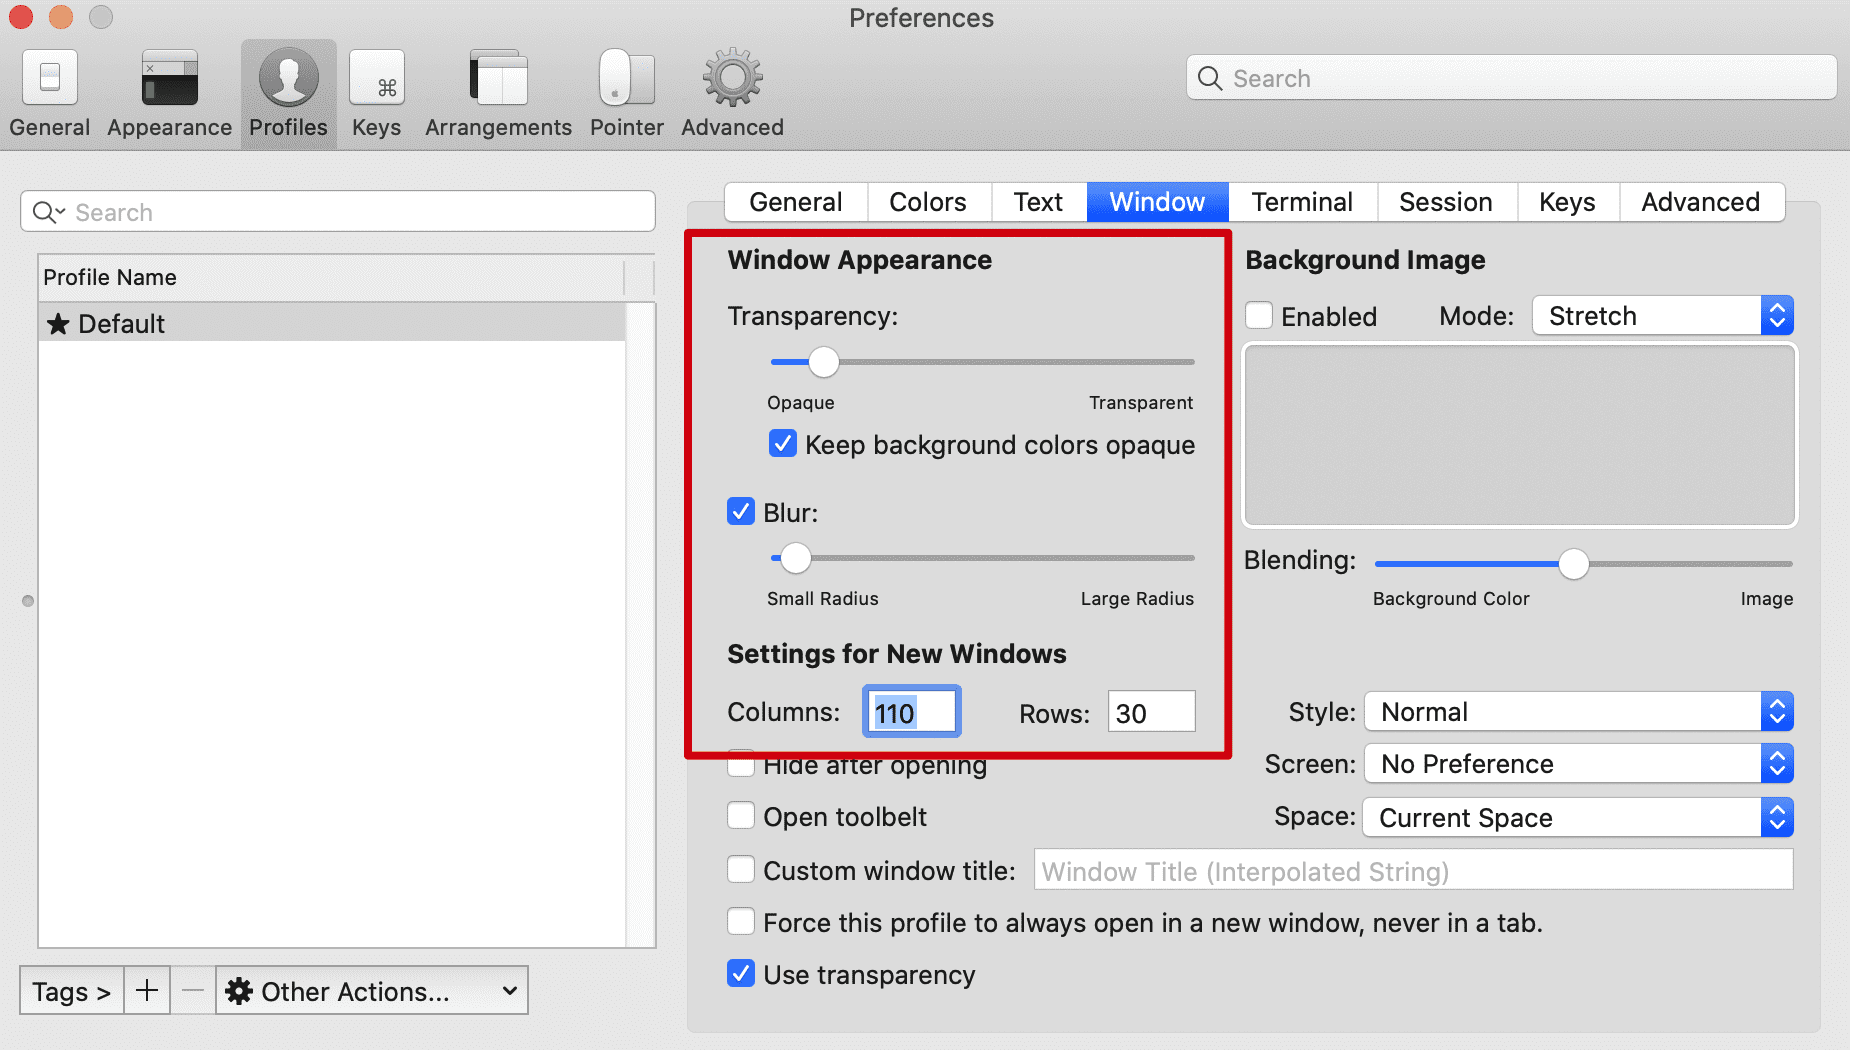 Preferences
General Appearance Profiles Keys Arrangements Pointer Advanced
Search
Search
Profile Name
Default
General Colors Text Window Terminal Session Keys Advanced
Window Appearance
Transparency:
Opaque Transparent
Keep background colors opaque
Blur:
Small Radius Large Radius
Settings for New Windows
Columns: 110 Rows: 30
Background Image
Enabled Mode: Stretch
Blending:
Background Color Image
Style: Normal
Hide after opening
Screen: No Preference
Open toolbelt
Space: Current Space
Custom window title: Window Title (Interpolated String)
Force this profile to always open in a new window, never in a tab.
Use transparency
Tags > + − Other Actions...